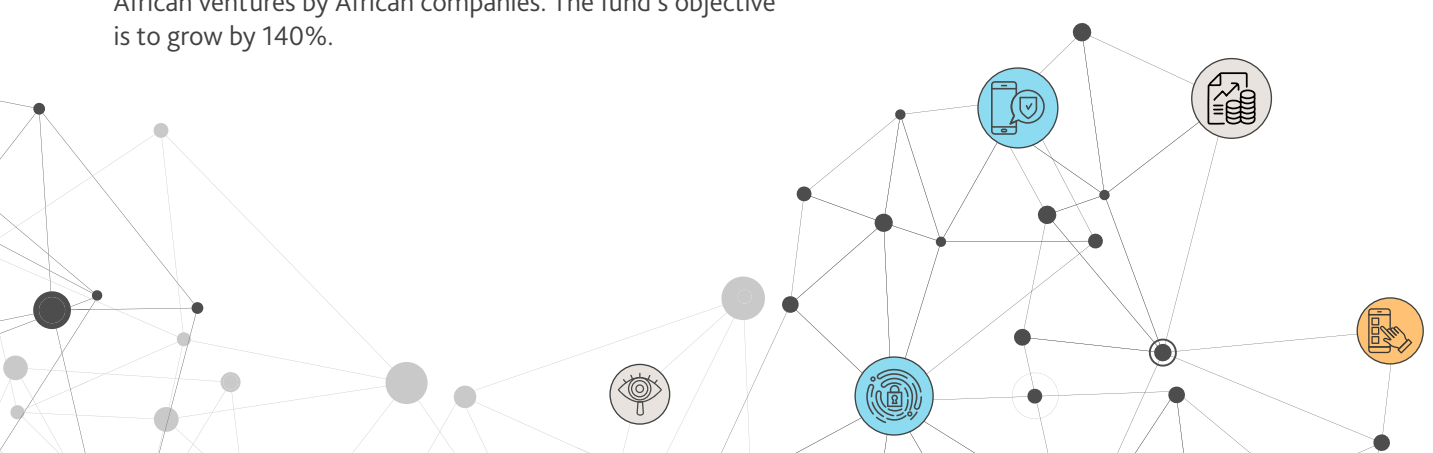 African ventures by African companies. The fund's objective
is to grow by 140%.